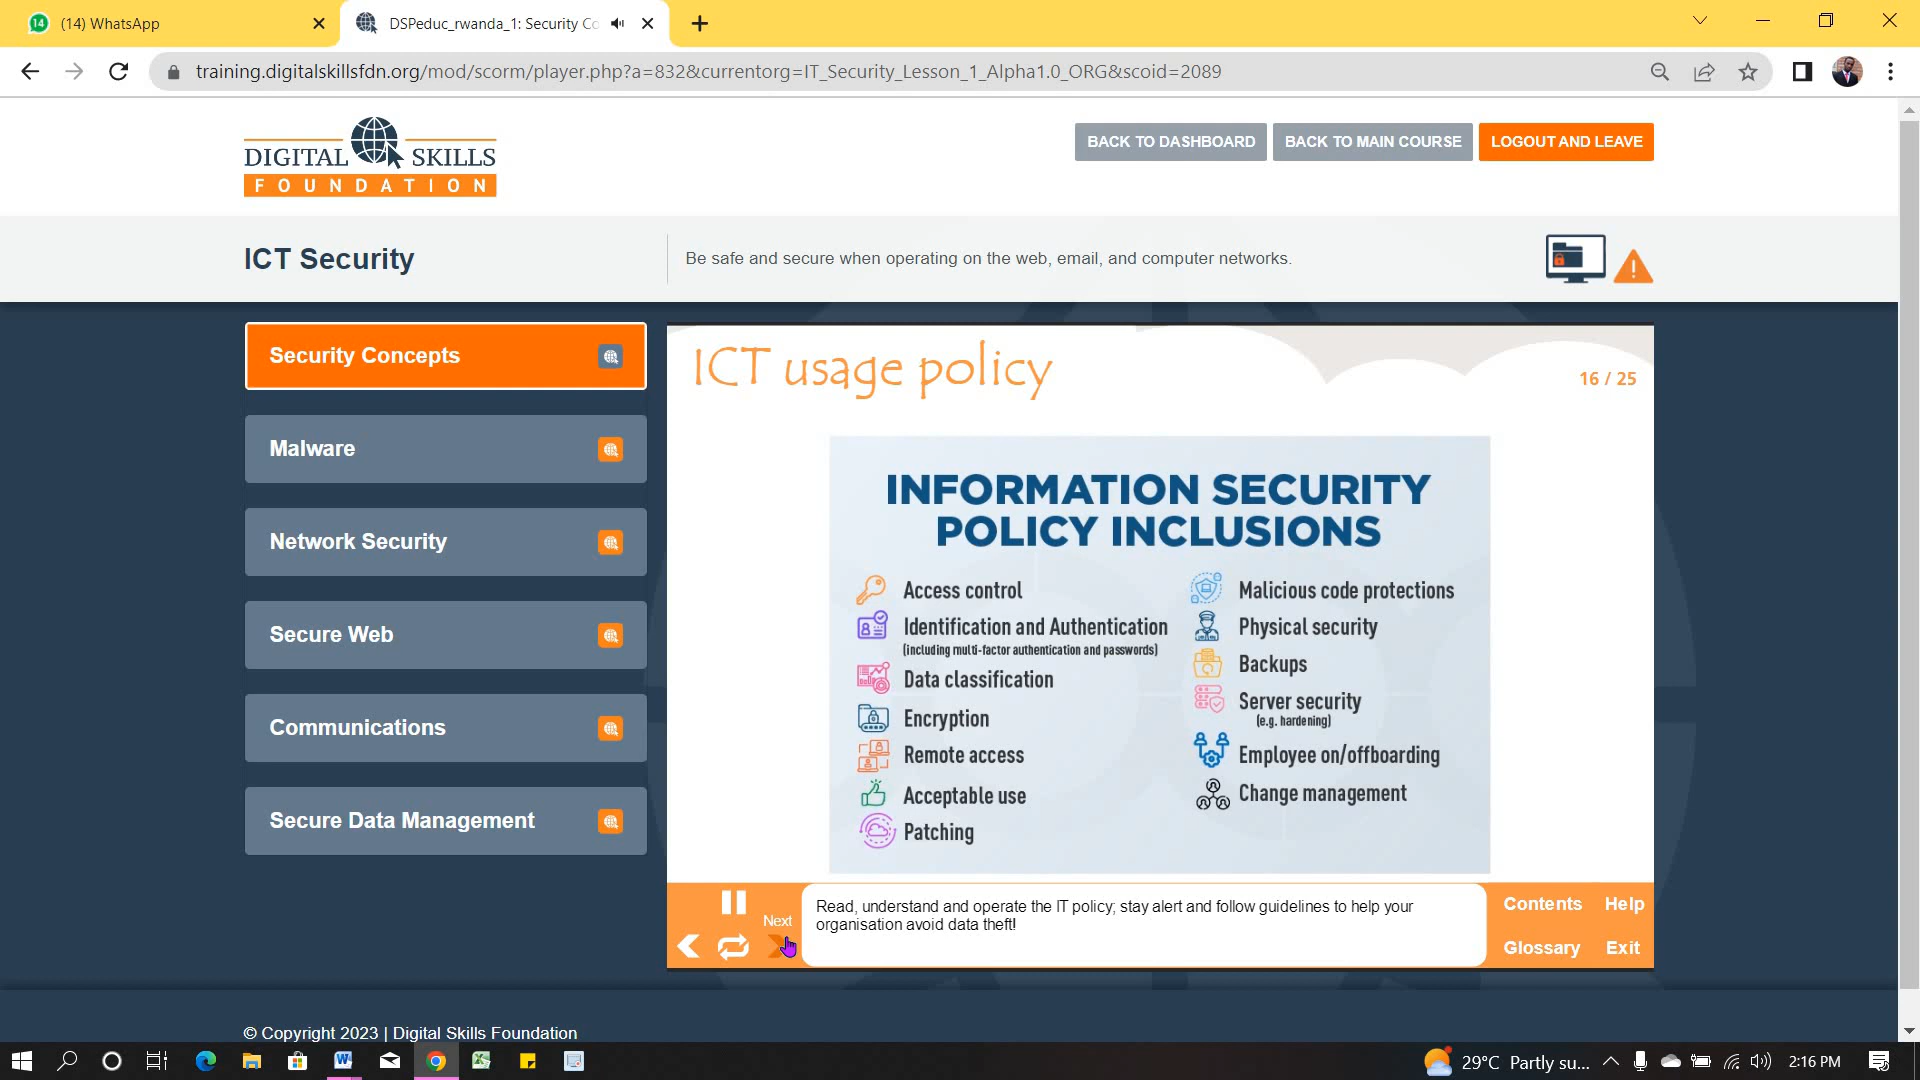 (14) WhatsApp
DSPeduc_rwanda_1: Security Co
training.digitalskillsfdn.org/mod/scorm/player.php?a=832&currentorg=IT_Security_Lesson_1_Alpha1.0_ORG&scoid=2089
DIGITAL SKILLS
FOUNDATION
BACK TO DASHBOARD
BACK TO MAIN COURSE
LOGOUT AND LEAVE
ICT Security
Be safe and secure when operating on the web, email, and computer networks.
Security Concepts
Malware
Network Security
Secure Web
Communications
Secure Data Management
ICT usage policy
16 / 25
INFORMATION SECURITY
POLICY INCLUSIONS
Access control
Identification and Authentication
(including multi-factor authentication and passwords)
Data classification
Encryption
Remote access
Acceptable use
Patching
Malicious code protections
Physical security
Backups
Server security
(e.g. hardening)
Employee on/offboarding
Change management
Next
Read, understand and operate the IT policy; stay alert and follow guidelines to help your
organisation avoid data theft!
Contents
Help
Glossary
Exit
© Copyright 2023 | Digital Skills Foundation
29°C Partly su...
2:16 PM